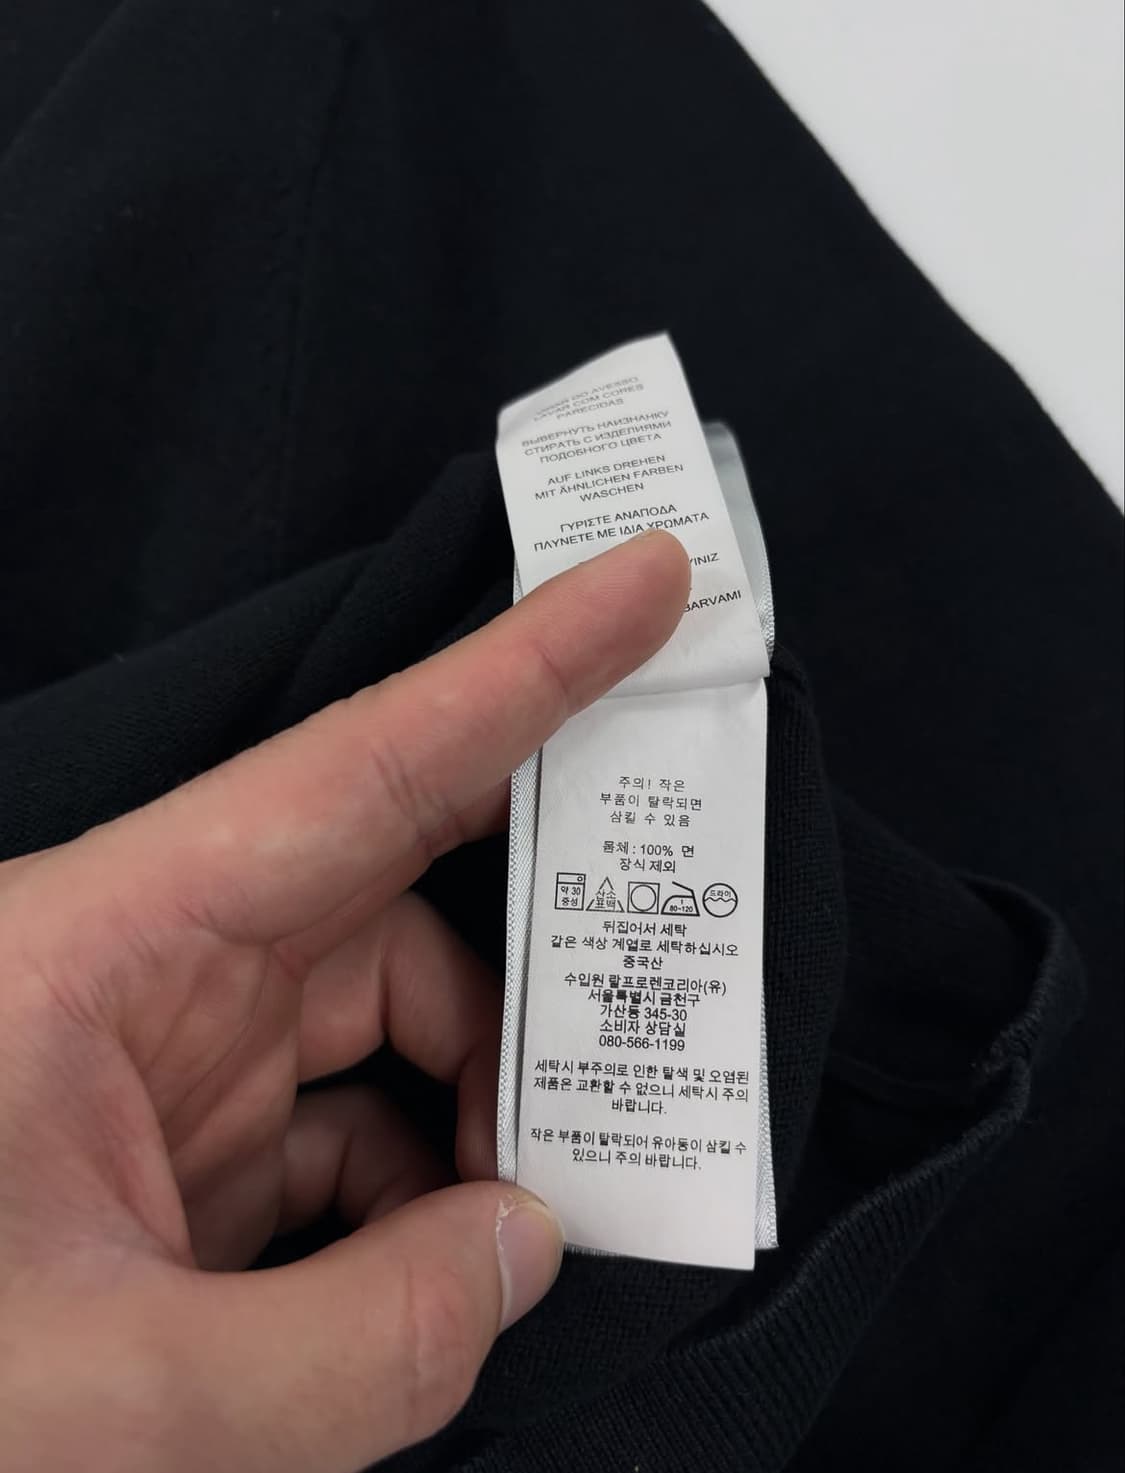 DO AVESSO
LAVAR COM CORES
PARECIDAS
ВЫВЕРНУТЬ НАИЗНАНКУ
СТИРАТЬ С ИЗДЕЛИЯМИ
ПОДОБНОГО ЦВЕТА
AUF LINKS DREHEN
MIT ÄHNLICHEN FARBEN
WASCHEN
ΓΥΡΙΣΤΕ ΑΝΑΠΟΔΑ
ΠΛΥΝΕΤΕ ΜΕ ΙΔΙΑ ΧΡΩΜΑΤΑ
BARVAMI
주의! 작은
부품이 탈락되면
삼킬 수 있음
몸체 : 100% 면
장식 제외
약 30
중성
산소
표백
80~120
드라이
뒤집어서 세탁
같은 색상 계열로 세탁하십시오
중국산
수입원 랄프로렌코리아(유)
서울특별시 금천구
가산동 345-30
소비자 상담실
080-566-1199
세탁시 부주의로 인한 탈색 및 오염된
제품은 교환할 수 없으니 세탁시 주의
바랍니다.
작은 부품이 탈락되어 유아동이 삼킬 수
있으니 주의 바랍니다.